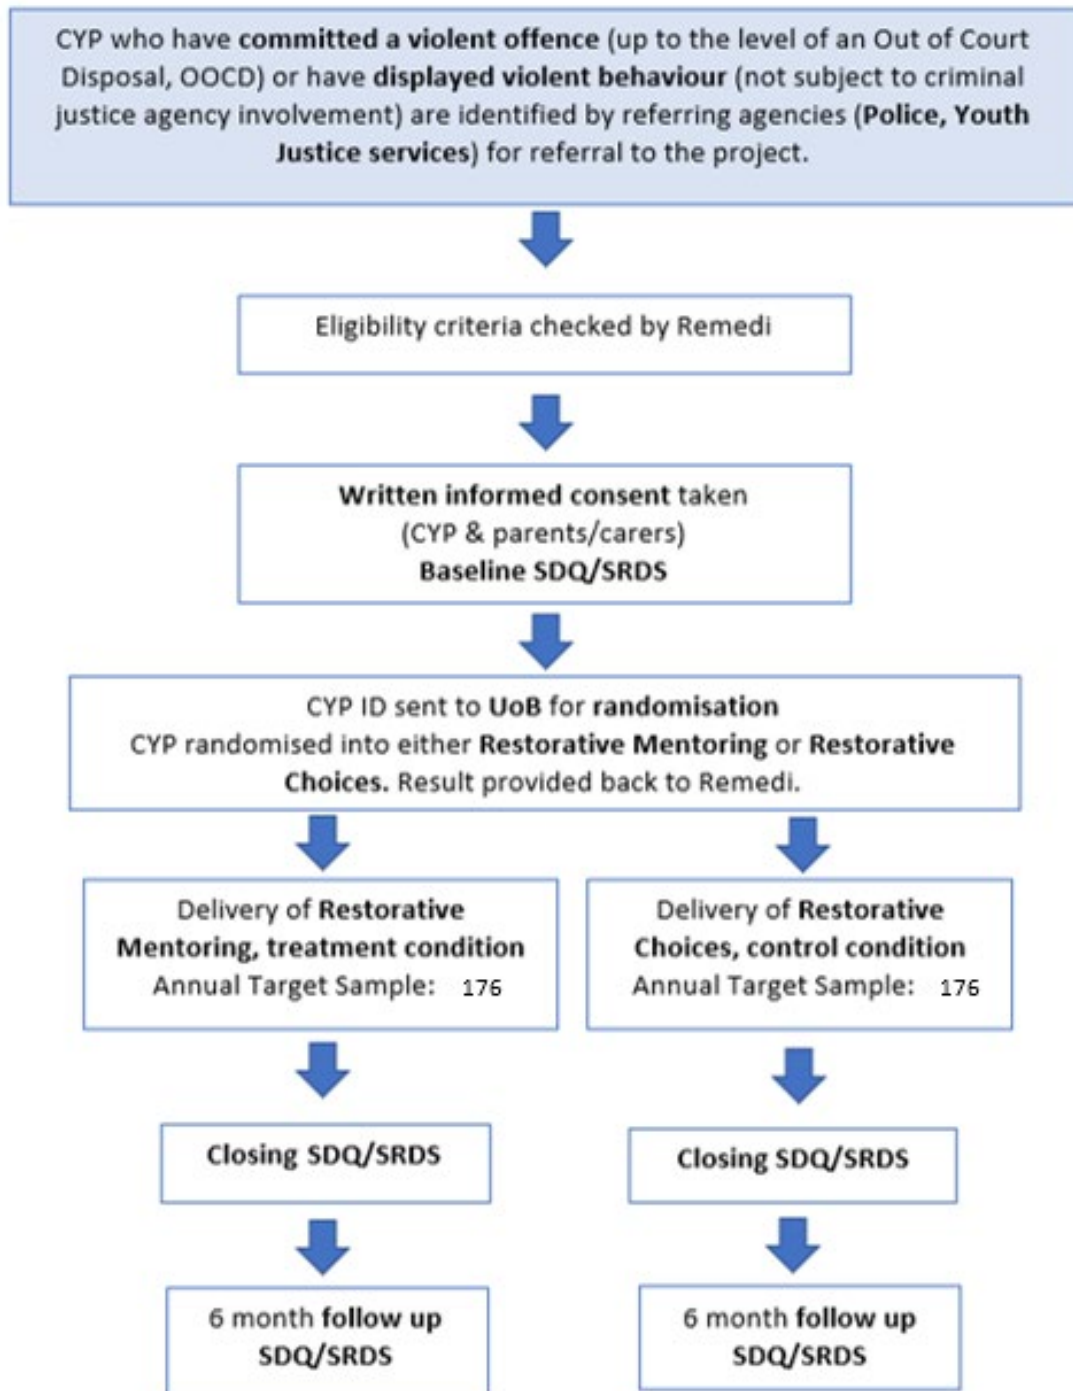 CYP who have committed a violent offence (up to the level of an Out of Court
Disposal, OOCD) or have displayed violent behaviour (not subject to criminal
justice agency involvement) are identified by referring agencies (Police, Youth
Justice services) for referral to the project.
Eligibility criteria checked by Remedi
Written informed consent taken
(CYP & parents/carers)
Baseline SDQ/SRDS
CYP ID sent to UoB for randomisation
CYP randomised into either Restorative Mentoring or Restorative
Choices. Result provided back to Remedi.
Delivery of Restorative
Mentoring, treatment condition
Annual Target Sample: 176
Delivery of Restorative
Choices, control condition
Annual Target Sample: 176
Closing SDQ/SRDS
Closing SDQ/SRDS
6 month follow up
SDQ/SRDS
6 month follow up
SDQ/SRDS